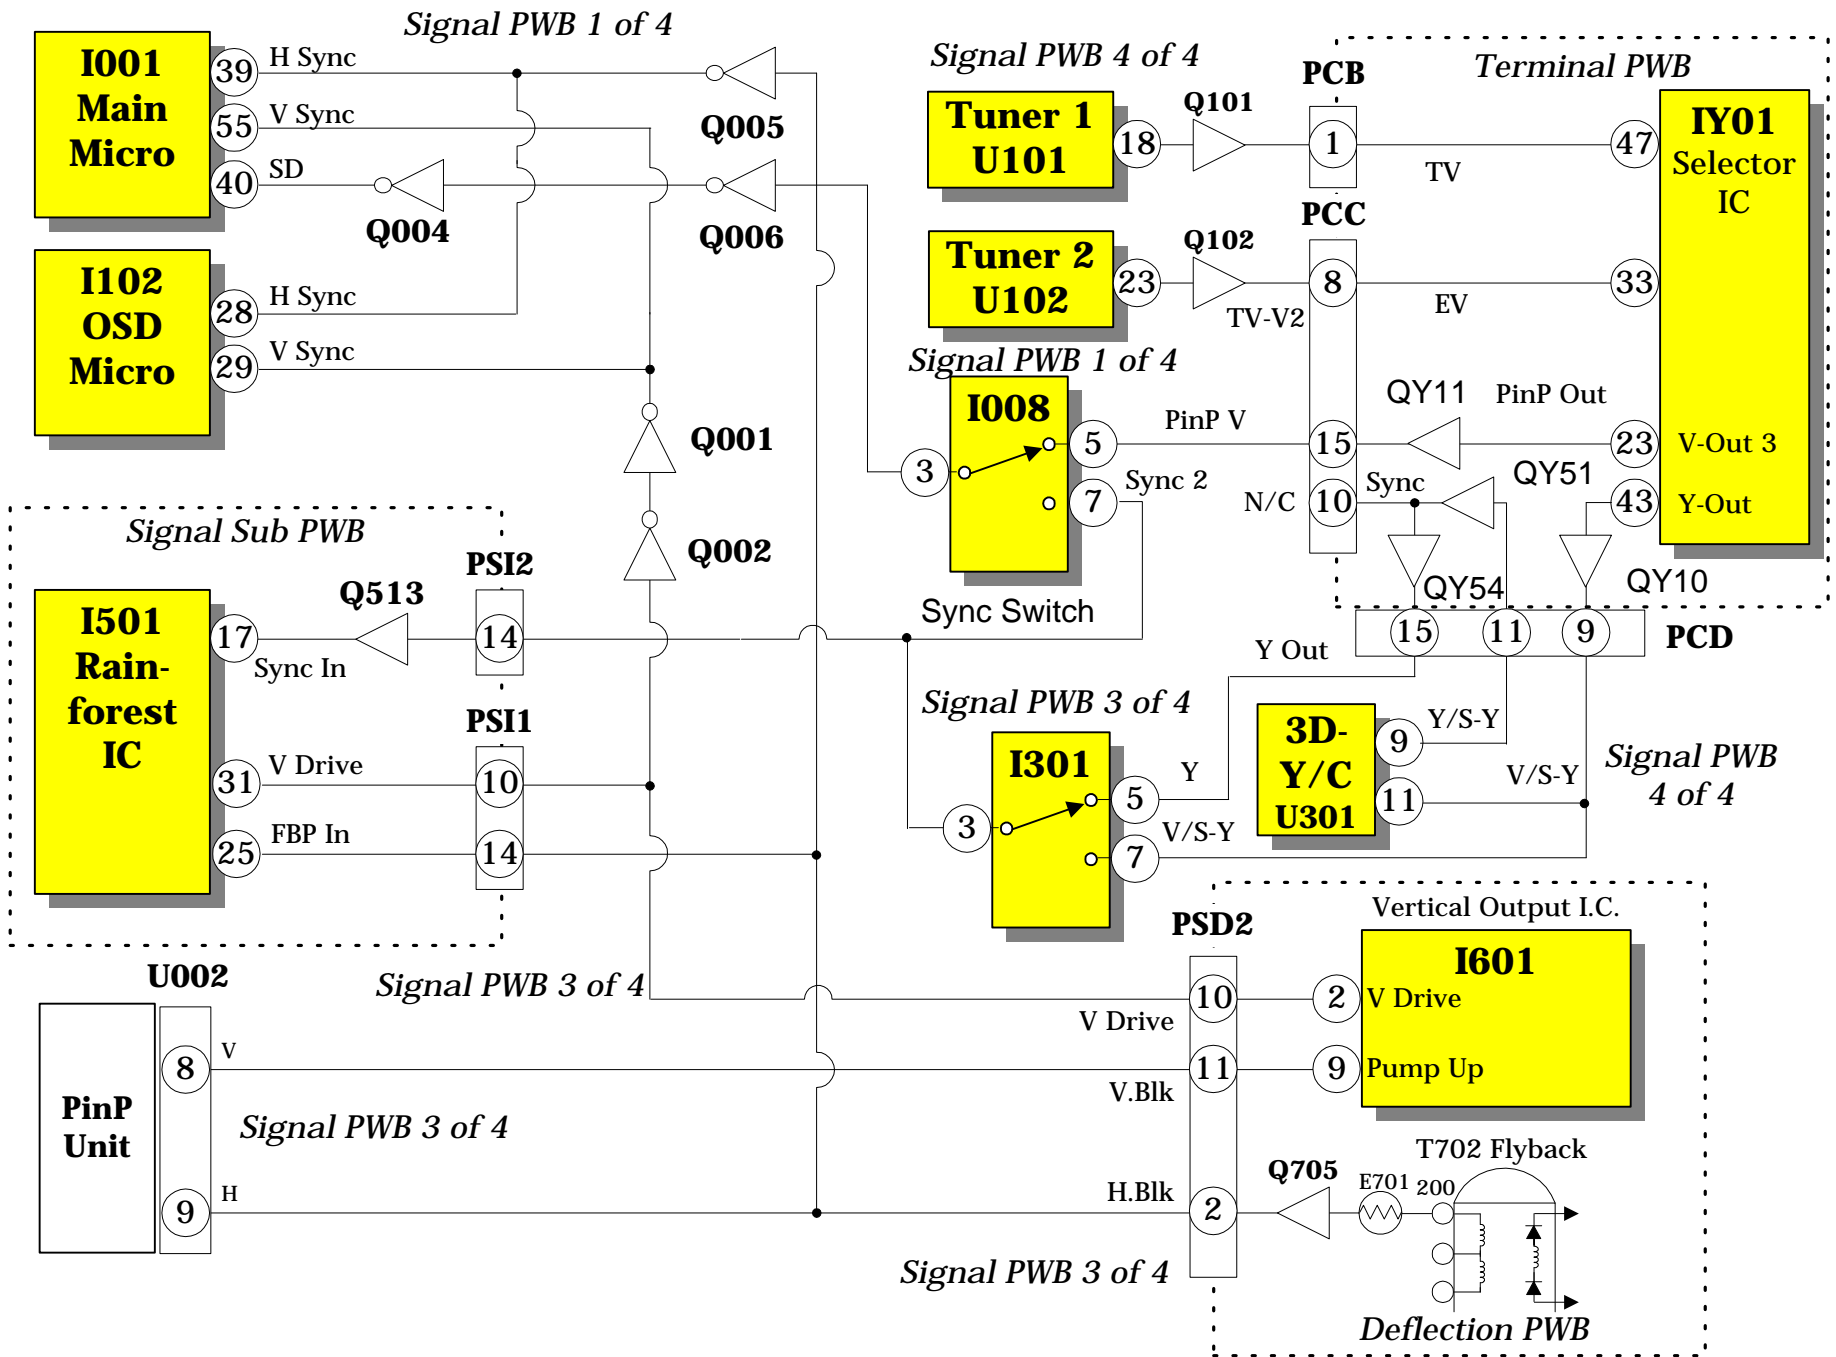 Signal PWB 1 of 4
I001
Main
Micro
39
H Sync
55
V Sync
40
SD
Q005
Q004
Q006
I102
OSD
Micro
28
H Sync
29
V Sync
Q001
Q002
Signal PWB 4 of 4
Tuner 1
U101
18
Q101
PCB
1
TV
Terminal PWB
47
IY01
Selector
IC
PCC
Tuner 2
U102
23
Q102
TV-V2
8
EV
33
Signal PWB 1 of 4
I008
3
5
PinP V
7
Sync 2
Sync Switch
15
QY11
PinP Out
23
V-Out 3
N/C
10
Sync
QY51
43
Y-Out
QY54
QY10
15
11
9
PCD
Signal Sub PWB
I501
Rain-
forest
IC
17
Sync In
Q513
PSI2
14
PSI1
31
V Drive
10
25
FBP In
14
Y Out
Signal PWB 3 of 4
I301
3
5
Y
7
V/S-Y
3D-
Y/C
U301
9
Y/S-Y
11
V/S-Y
Signal PWB
4 of 4
U002
Signal PWB 3 of 4
PinP
Unit
8
V
Signal PWB 3 of 4
9
H
PSD2
Vertical Output I.C.
I601
V Drive
10
2
V Drive
V.Blk
11
9
Pump Up
H.Blk
2
Q705
E701
200
T702 Flyback
Signal PWB 3 of 4
Deflection PWB